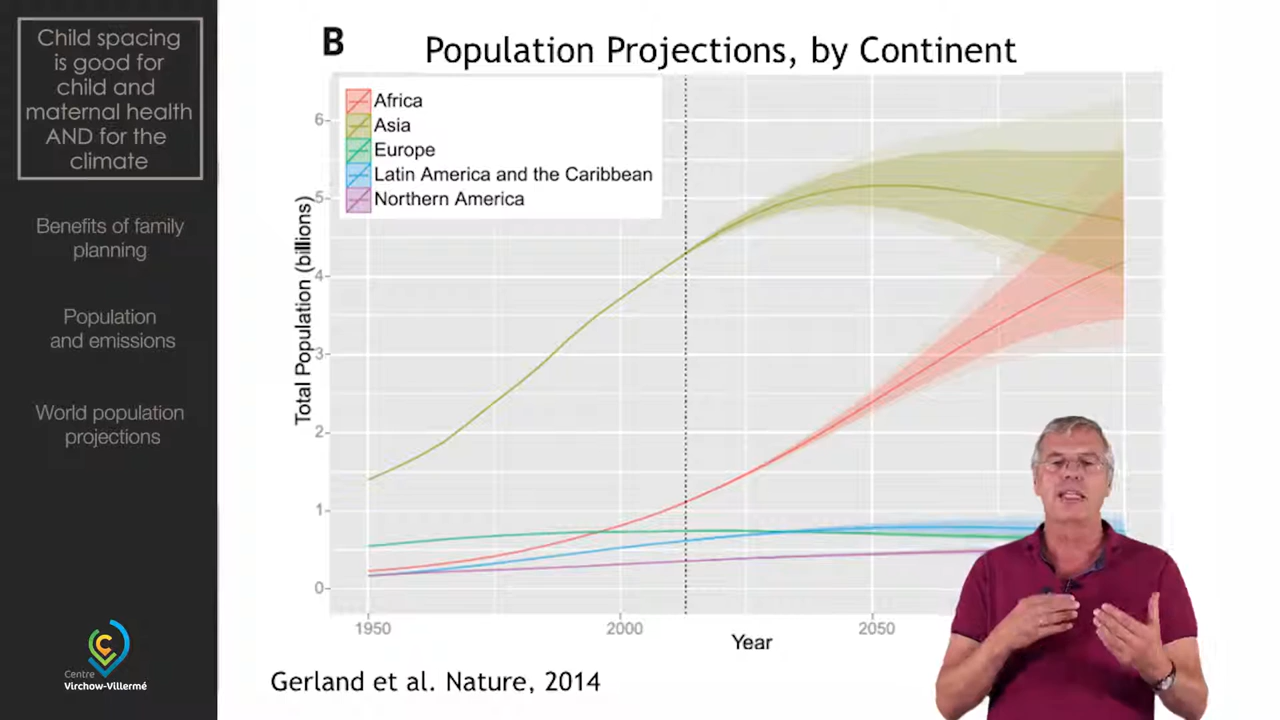 Child spacing
is good for
child and
maternal health
AND for the
climate
Benefits of family
planning
Population
and emissions
World population
projections
Centre
Virchow-Villermé
B
Population Projections, by Continent
Africa
Asia
Europe
Latin America and the Caribbean
Northern America
Total Population (billions)
6
5
4
3
2
1
0
1950
2000
2050
Year
Gerland et al. Nature, 2014